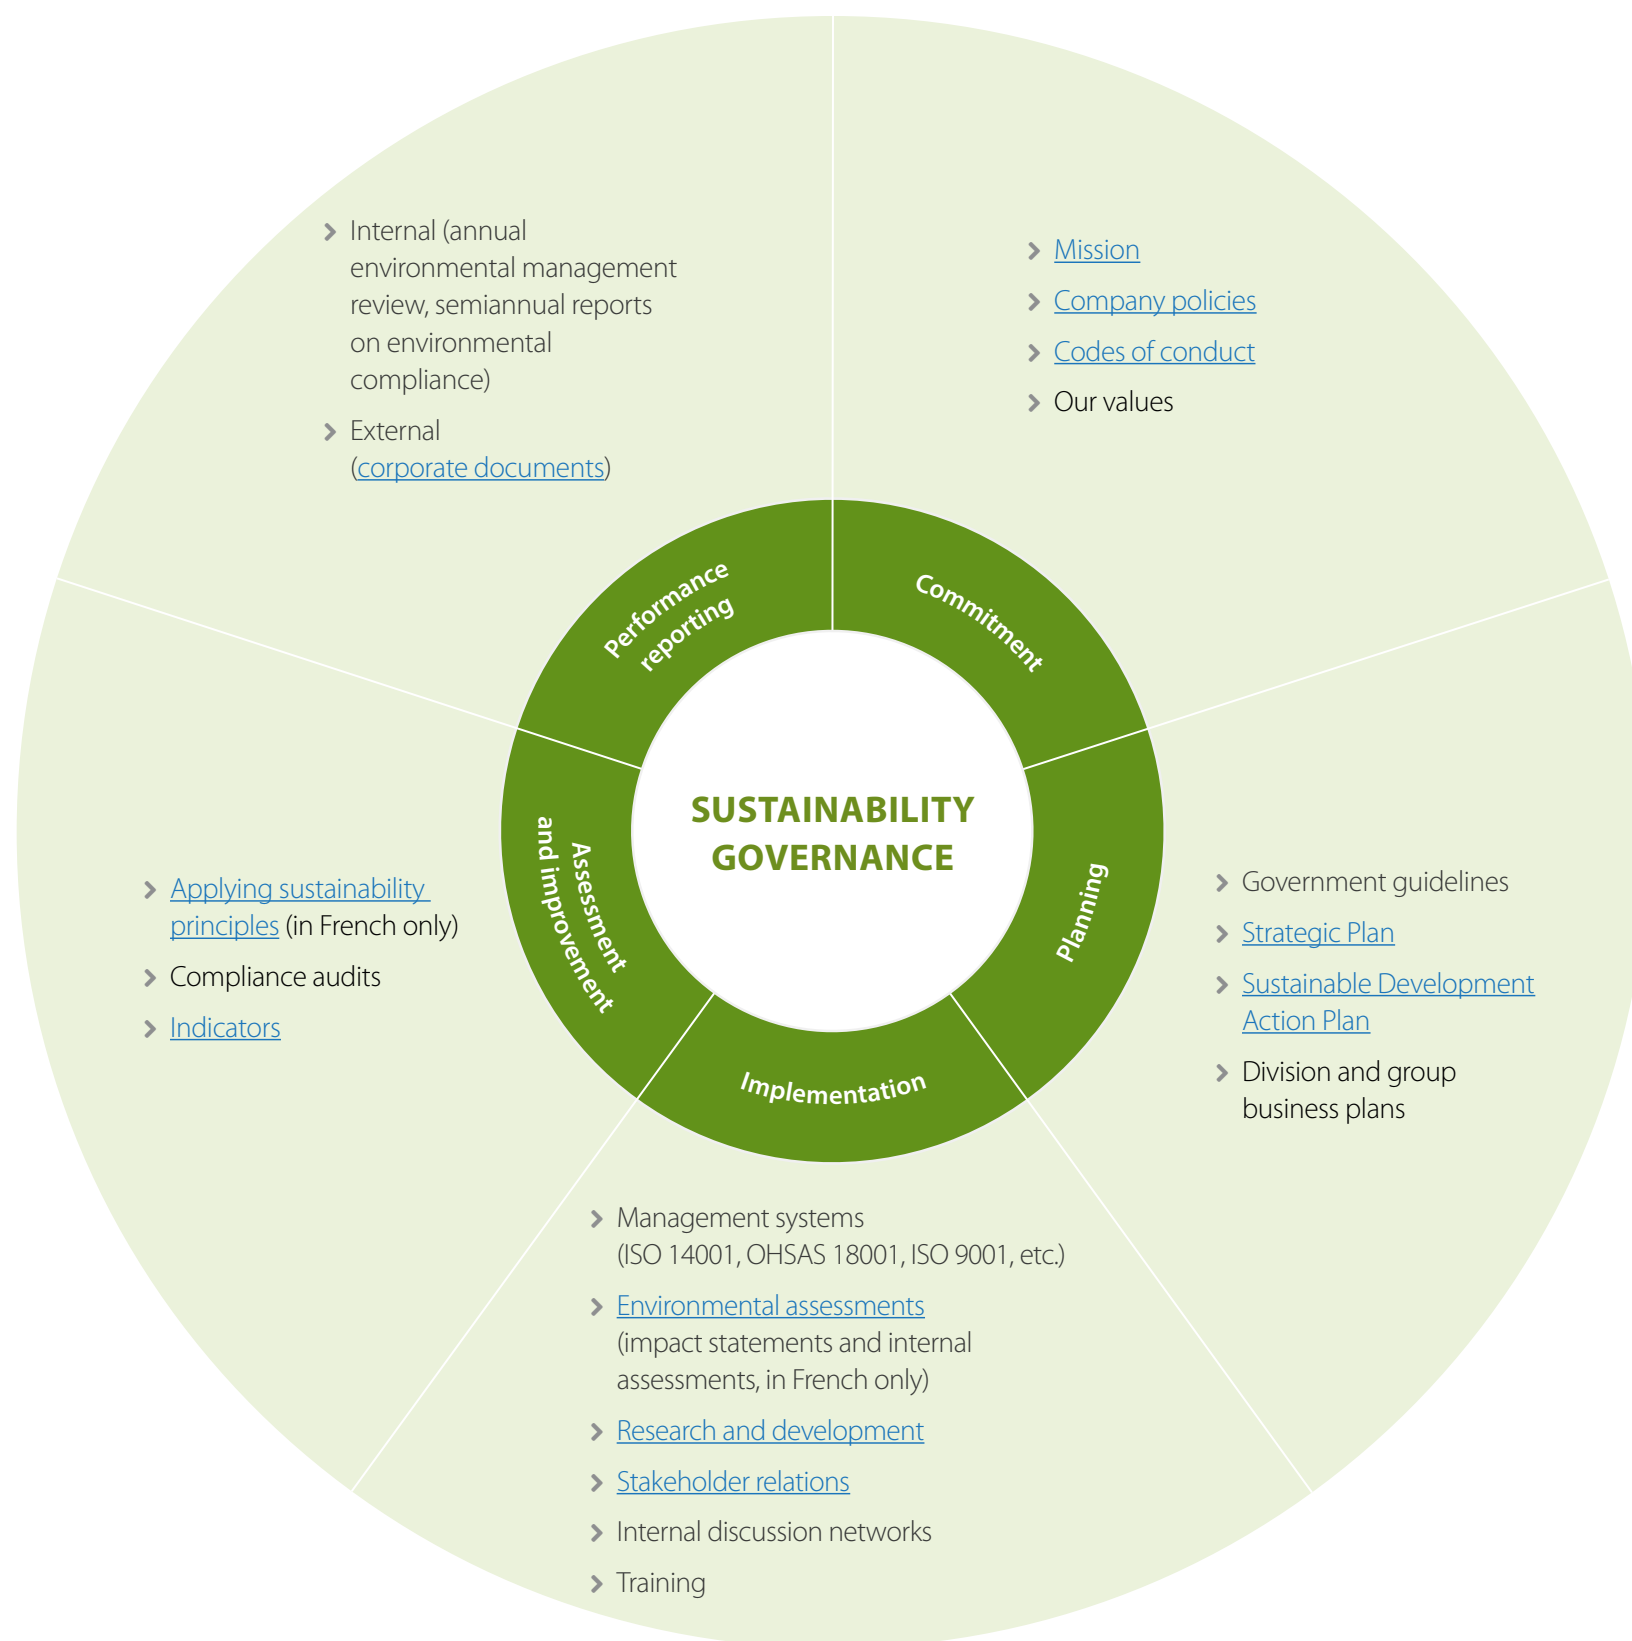 Internal (annual
environmental management
review, semiannual reports
on environmental
compliance)
External
(corporate documents)
Mission
Company policies
Codes of conduct
Our values
Performance
reporting
Commitment
SUSTAINABILITY
GOVERNANCE
Assessment
and improvement
Planning
Implementation
Applying sustainability
principles (in French only)
Compliance audits
Indicators
Government guidelines
Strategic Plan
Sustainable Development
Action Plan
Division and group
business plans
Management systems
(ISO 14001, OHSAS 18001, ISO 9001, etc.)
Environmental assessments
(impact statements and internal
assessments, in French only)
Research and development
Stakeholder relations
Internal discussion networks
Training